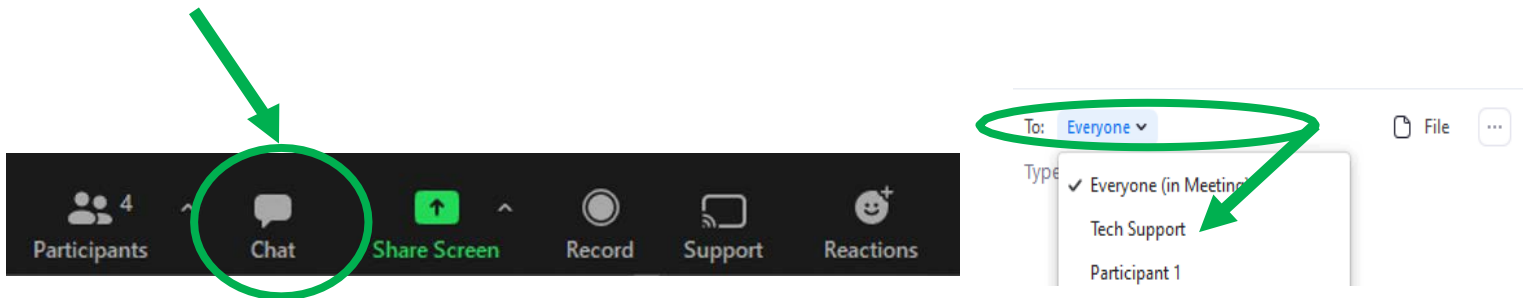 4
Participants
Chat
Share Screen
Record
Support
Reactions
To: Everyone
File
...
Type
Everyone (in Meeting)
Tech Support
Participant 1